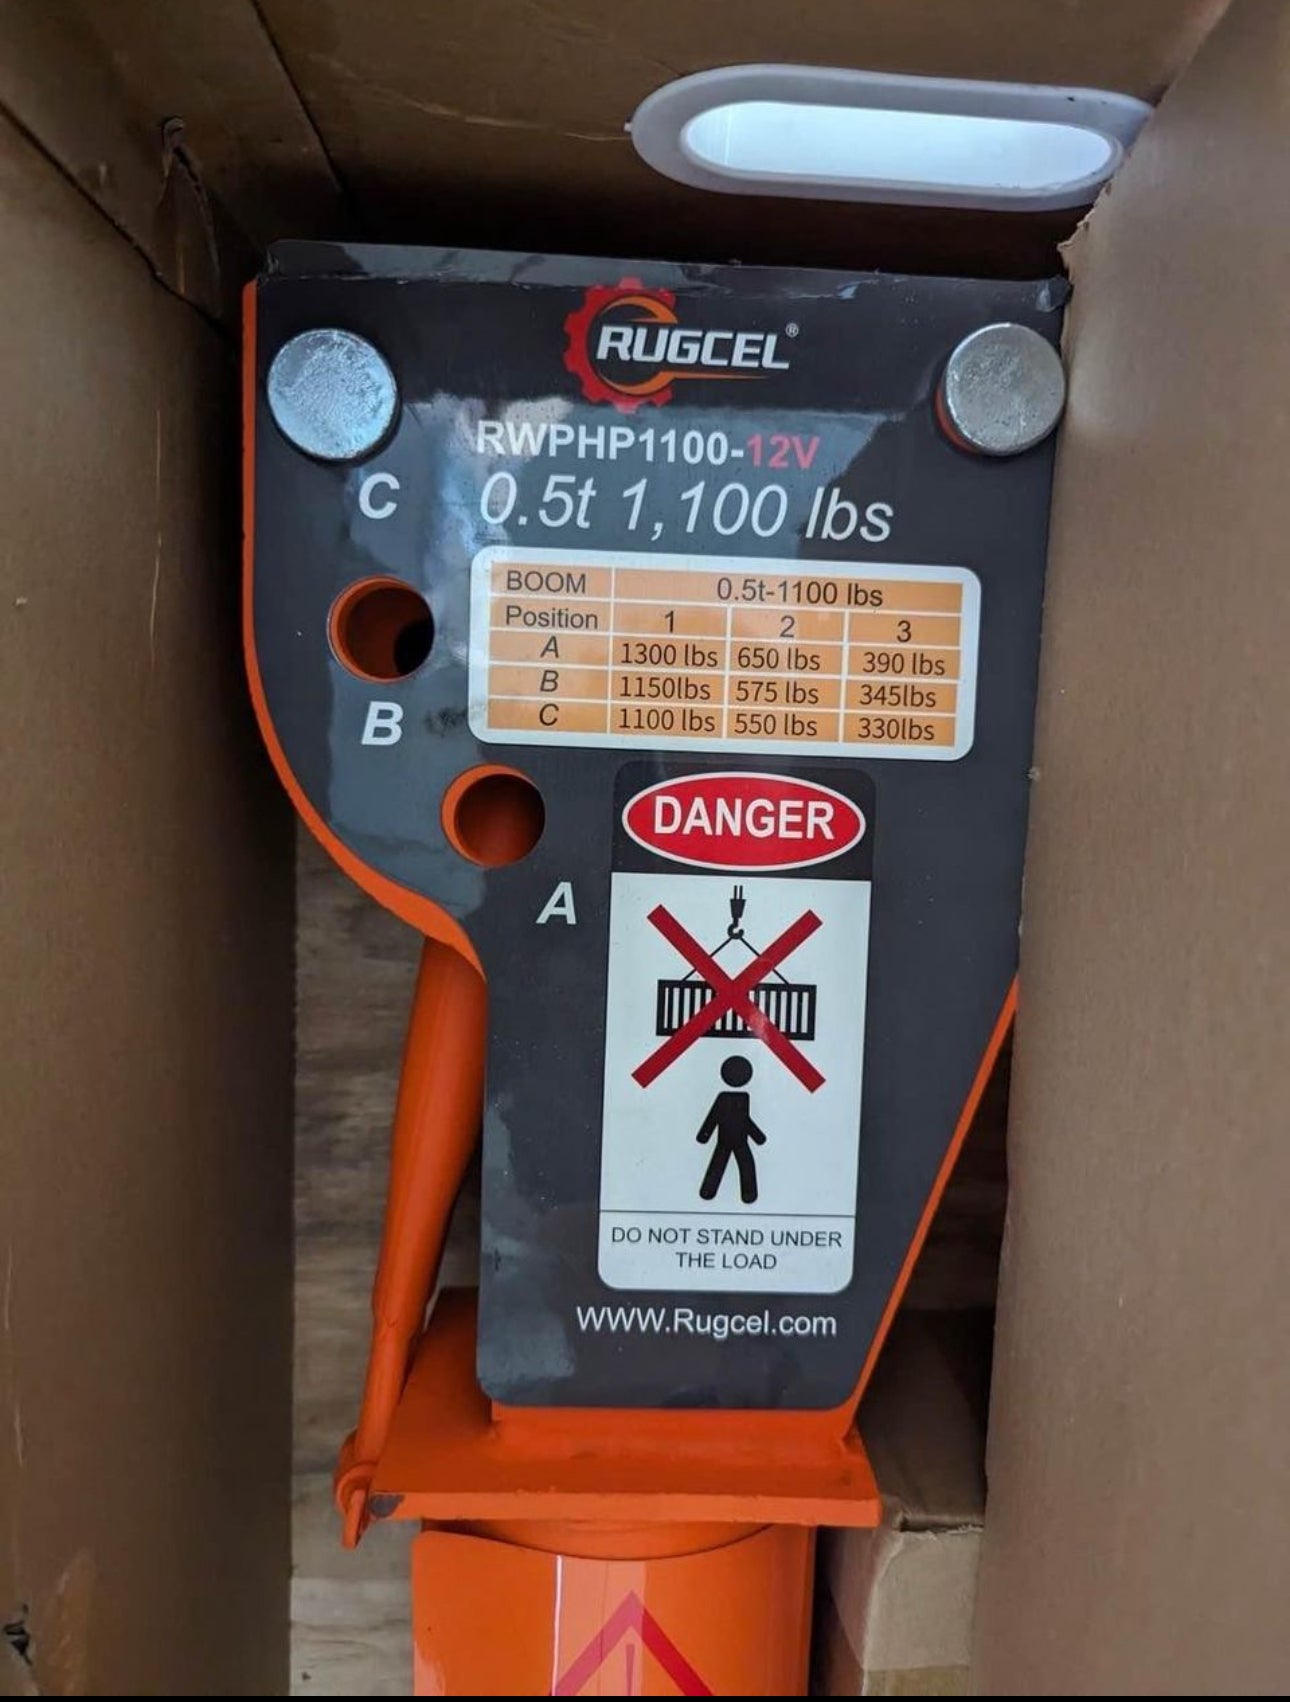 RUGCEL®
RWPHP1100-12V
C 0.5t 1,100 lbs
BOOM 0.5t-1100 lbs
Position 1 2 3
A 1300 lbs 650 lbs 390 lbs
B 1150lbs 575 lbs 345lbs
C 1100 lbs 550 lbs 330lbs
B
DANGER
A
DO NOT STAND UNDER
THE LOAD
WWW.Rugcel.com